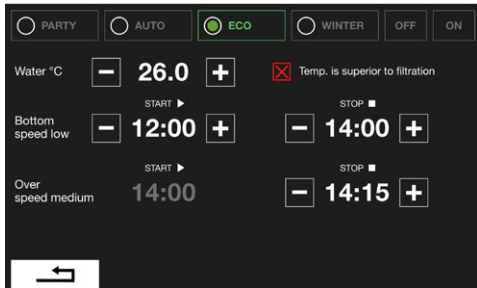 PARTY AUTO ECO WINTER OFF ON
Water °C 26.0 Temp. is superior to filtration
START STOP
Bottom
speed low 12:00 14:00
START STOP
Over
speed medium 14:00 14:15